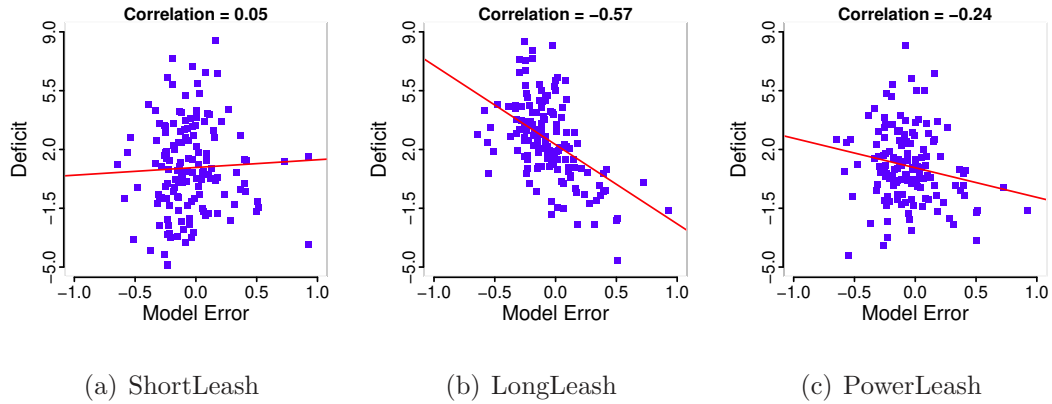 Correlation = 0.05
Deficit
9.0
5.5
2.0
−1.5
−5.0
−1.0 −0.5 0.0 0.5 1.0
Model Error
(a) ShortLeash
Correlation = −0.57
Deficit
9.0
5.5
2.0
−1.5
−5.0
−1.0 −0.5 0.0 0.5 1.0
Model Error
(b) LongLeash
Correlation = −0.24
Deficit
9.0
5.5
2.0
−1.5
−5.0
−1.0 −0.5 0.0 0.5 1.0
Model Error
(c) PowerLeash